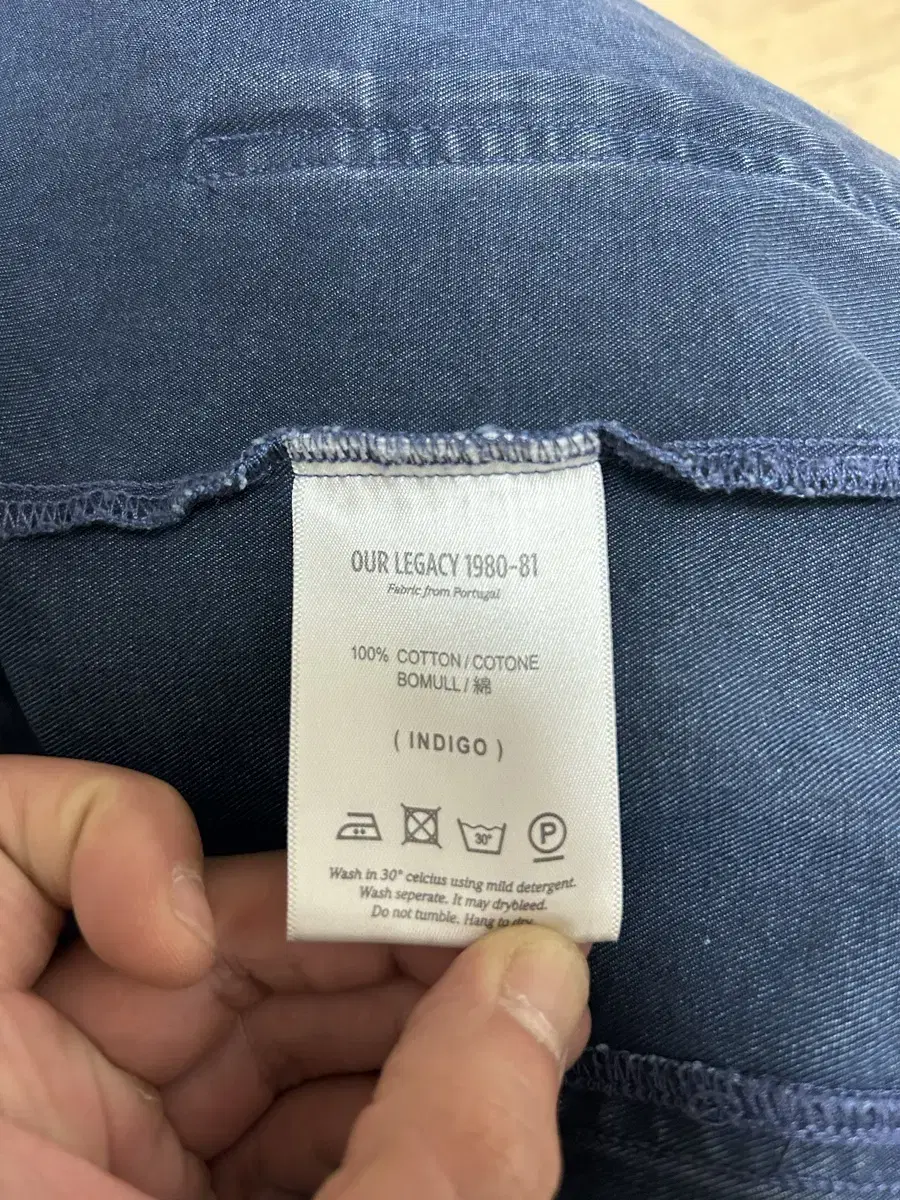 OUR LEGACY 1980-81
Fabric from Portugal
100% COTTON / COTONE
BOMULL / 綿
( INDIGO )
30°
P
Wash in 30° celcius using mild detergent.
Wash seperate. It may drybleed.
Do not tumble. Hang to dry.